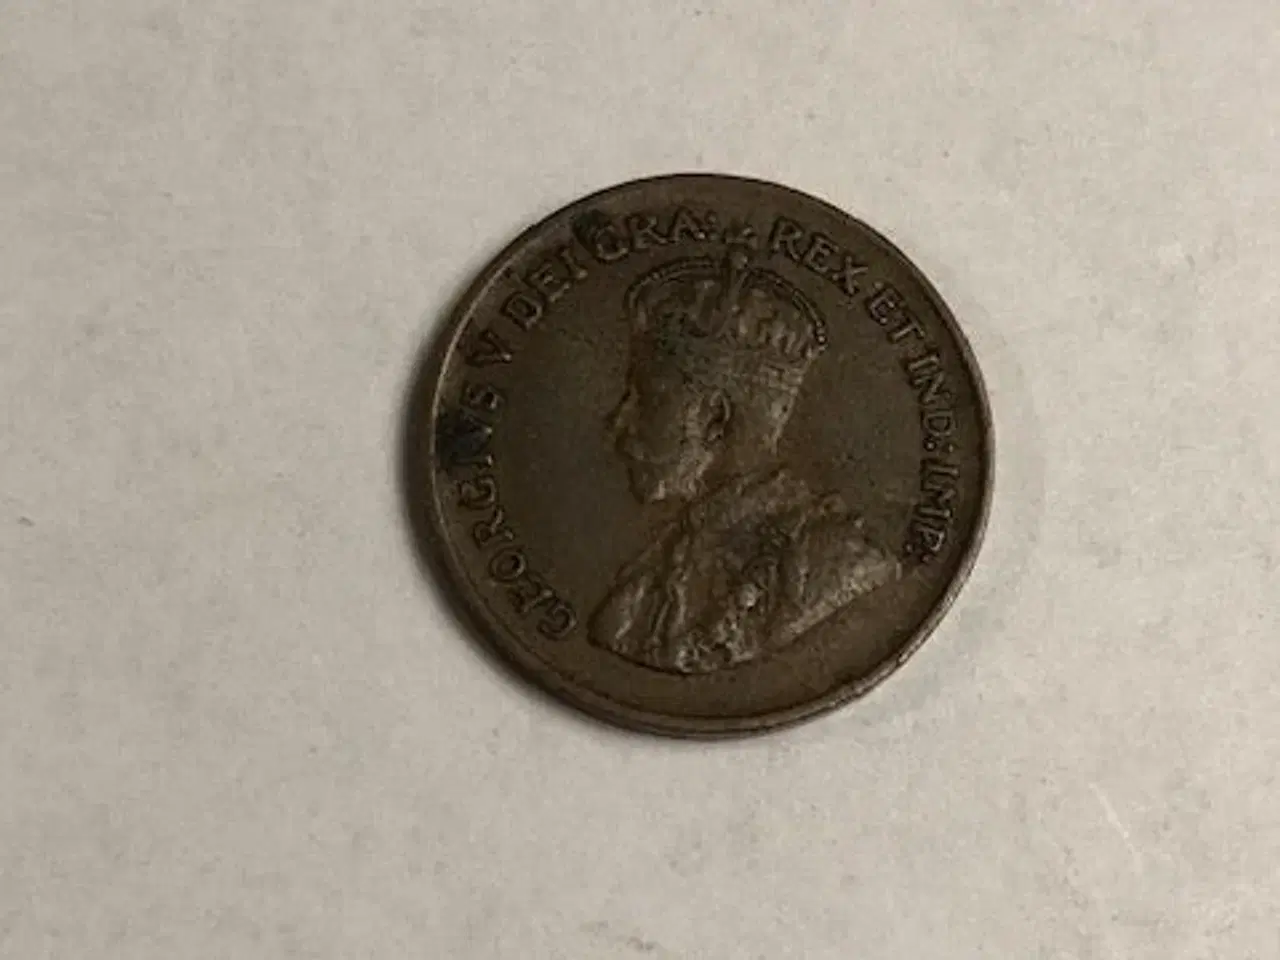 GEORGIVS V DEI GRA: REX ET IND: IMP: